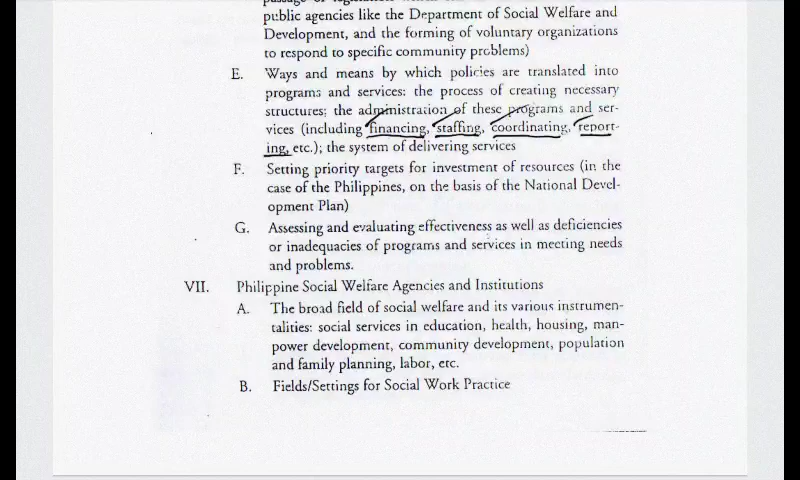 public agencies like the Department of Social Welfare and
Development, and the forming of voluntary organizations
to respond to specific community problems)
E. Ways and means by which policies are translated into
programs and services: the process of creating necessary
structures; the administration of these programs and ser-
vices (including financing, staffing, coordinating, report-
ing, etc.); the system of delivering services
F. Setting priority targets for investment of resources (in the
case of the Philippines, on the basis of the National Devel-
opment Plan)
G. Assessing and evaluating effectiveness as well as deficiencies
or inadequacies of programs and services in meeting needs
and problems.
VII. Philippine Social Welfare Agencies and Institutions
A. The broad field of social welfare and its various instrumen-
talities: social services in education, health, housing, man-
power development, community development, population
and family planning, labor, etc.
B. Fields/Settings for Social Work Practice